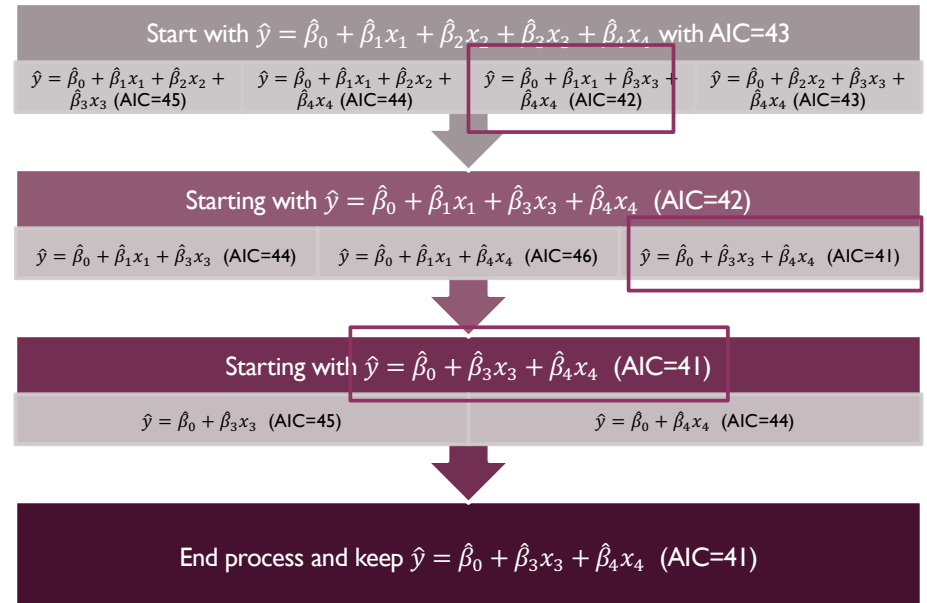 Start with ŷ = β̂₀ + β̂₁x₁ + β̂₂x₂ + β̂₃x₃ + β̂₄x₄ with AIC=43
ŷ = β̂₀ + β̂₁x₁ + β̂₂x₂ +
β̂₃x₃ (AIC=45)
ŷ = β̂₀ + β̂₁x₁ + β̂₂x₂ +
β̂₄x₄ (AIC=44)
ŷ = β̂₀ + β̂₁x₁ + β̂₃x₃ +
β̂₄x₄ (AIC=42)
ŷ = β̂₀ + β̂₂x₂ + β̂₃x₃ +
β̂₄x₄ (AIC=43)
Starting with ŷ = β̂₀ + β̂₁x₁ + β̂₃x₃ + β̂₄x₄ (AIC=42)
ŷ = β̂₀ + β̂₁x₁ + β̂₃x₃ (AIC=44)
ŷ = β̂₀ + β̂₁x₁ + β̂₄x₄ (AIC=46)
ŷ = β̂₀ + β̂₃x₃ + β̂₄x₄ (AIC=41)
Starting with ŷ = β̂₀ + β̂₃x₃ + β̂₄x₄ (AIC=41)
ŷ = β̂₀ + β̂₃x₃ (AIC=45)
ŷ = β̂₀ + β̂₄x₄ (AIC=44)
End process and keep ŷ = β̂₀ + β̂₃x₃ + β̂₄x₄ (AIC=41)